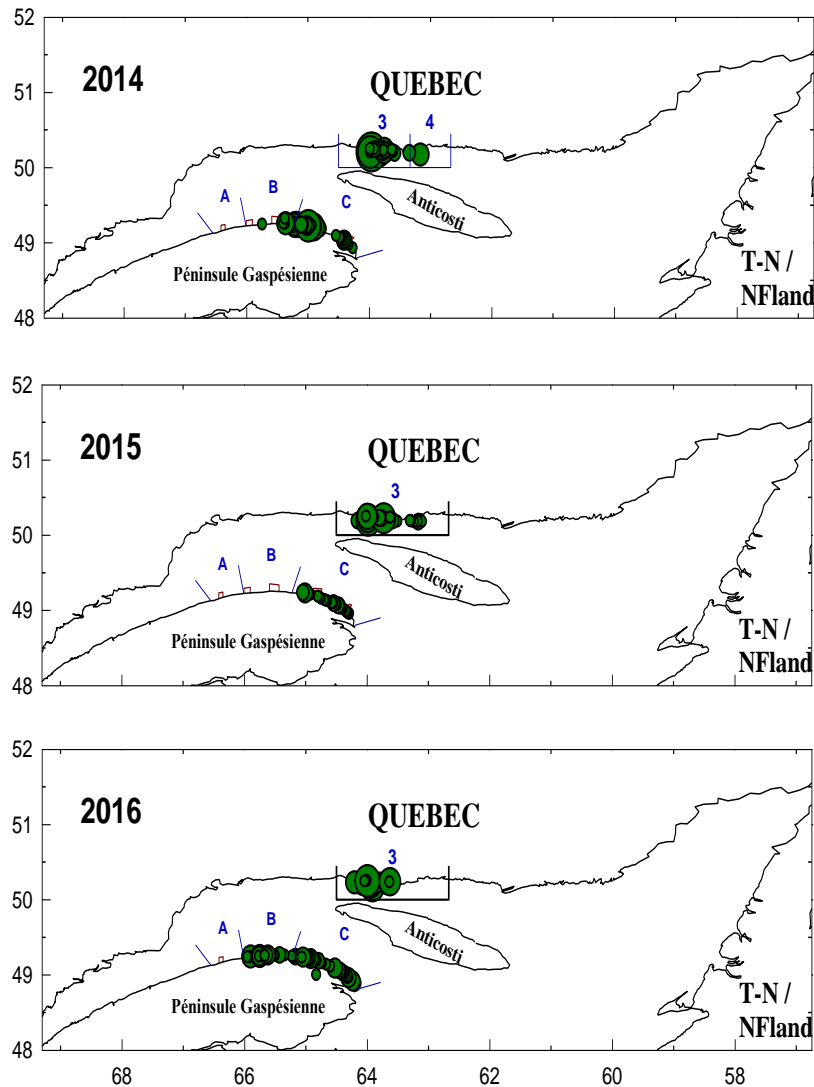 52
51
50
49
48
2014
QUEBEC
3 4
A
B
C
Anticosti
Péninsule Gaspésienne
T-N /
NFland
52
51
50
49
48
2015
QUEBEC
3
A
B
C
Anticosti
Péninsule Gaspésienne
T-N /
NFland
52
51
50
49
48
2016
QUEBEC
3
A
B
C
Anticosti
Péninsule Gaspésienne
T-N /
NFland
68 66 64 62 60 58